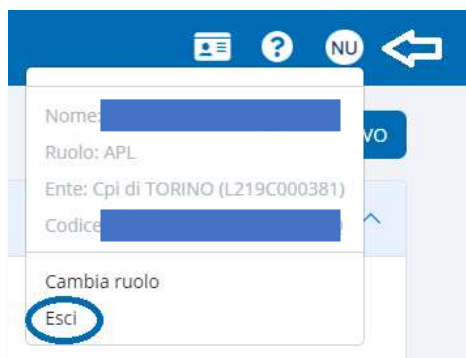 NU
Nome:
VO
Ruolo: APL
Ente: Cpi di TORINO (L219C000381)
Codice
Cambia ruolo
Esci